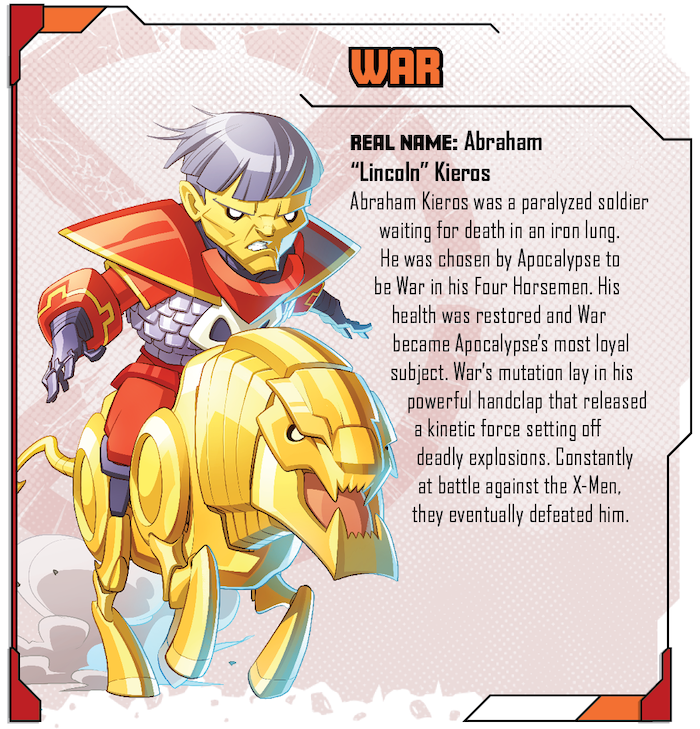 WAR
REAL NAME: Abraham
“Lincoln” Kieros
Abraham Kieros was a paralyzed soldier
waiting for death in an iron lung.
He was chosen by Apocalypse to
be War in his Four Horsemen. His
health was restored and War
became Apocalypse’s most loyal
subject. War’s mutation lay in his
powerful handclap that released
a kinetic force setting off
deadly explosions. Constantly
at battle against the X-Men,
they eventually defeated him.